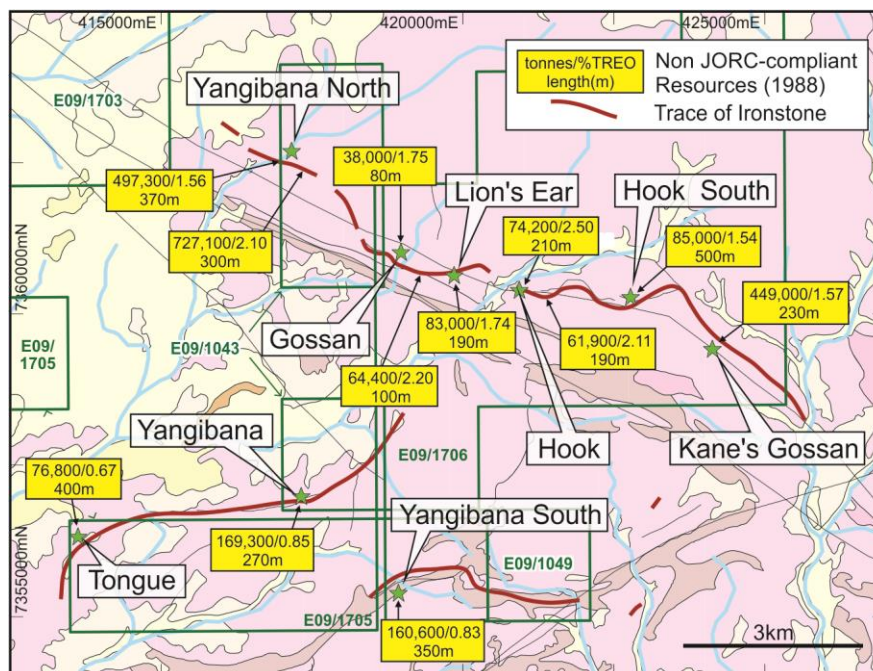 415000mE
420000mE
425000mE
tonnes/%TREO
length(m)
Non JORC-compliant
Resources (1988)
Trace of Ironstone
E09/1703
Yangibana North
38,000/1.75
80m
497,300/1.56
370m
Lion's Ear
Hook South
74,200/2.50
210m
85,000/1.54
500m
727,100/2.10
300m
7360000mN
449,000/1.57
230m
Gossan
83,000/1.74
190m
61,900/2.11
190m
E09/
1705
E09/1043
64,400/2.20
100m
Yangibana
Hook
Kane's Gossan
E09/1706
76,800/0.67
400m
Yangibana
South
169,300/0.85
270m
Tongue
E09/1049
7355000mN
E09/1705
160,600/0.83
350m
3km